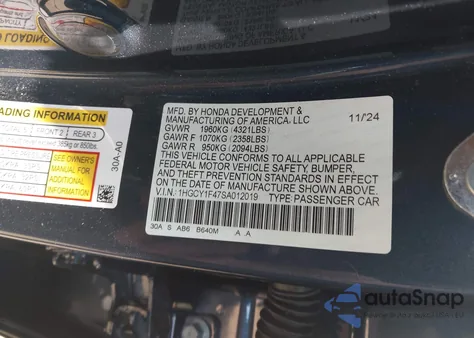 LOADING
ADING INFORMATION
FRONT 2 REAR 3
SEE OWNER'S
MANUAL FOR
ADDITIONAL
INFORMATION
30A-A0
MFD. BY HONDA DEVELOPMENT &
MANUFACTURING OF AMERICA, LLC 11/24
GVWR 1960KG (4321LBS)
GAWR F 1070KG (2358LBS)
GAWR R 950KG (2094LBS)
THIS VEHICLE CONFORMS TO ALL APPLICABLE
FEDERAL MOTOR VEHICLE SAFETY, BUMPER,
AND THEFT PREVENTION STANDARDS IN EFFECT
ON THE DATE OF MANUFACTURE SHOWN ABOVE.
V.I.N.: 1HGCY1F47SA012019 TYPE: PASSENGER CAR
30A S AB6 B640M .A .A
autoSnap